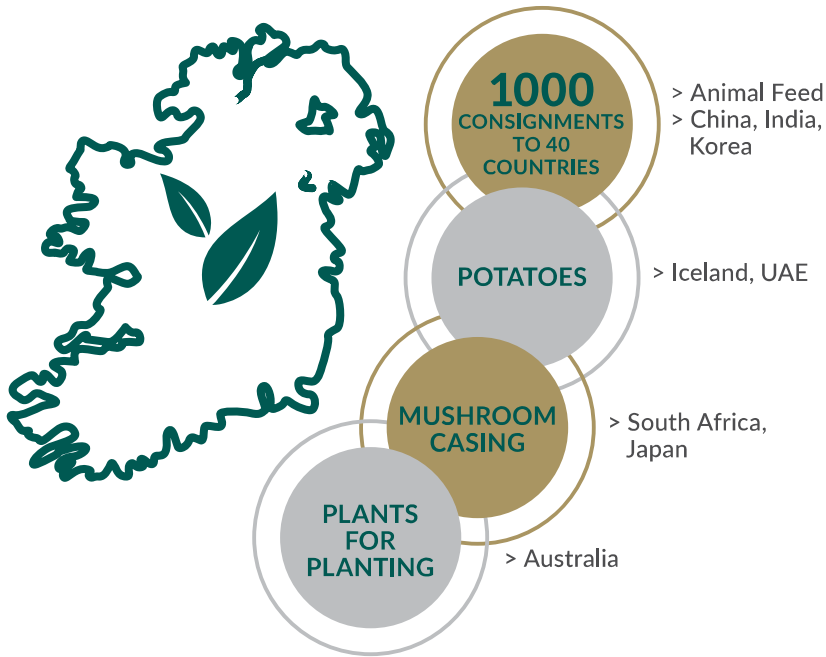 1000
CONSIGNMENTS
TO 40
COUNTRIES
> Animal Feed
> China, India,
Korea
POTATOES
> Iceland, UAE
MUSHROOM
CASING
> South Africa,
Japan
PLANTS
FOR
PLANTING
> Australia